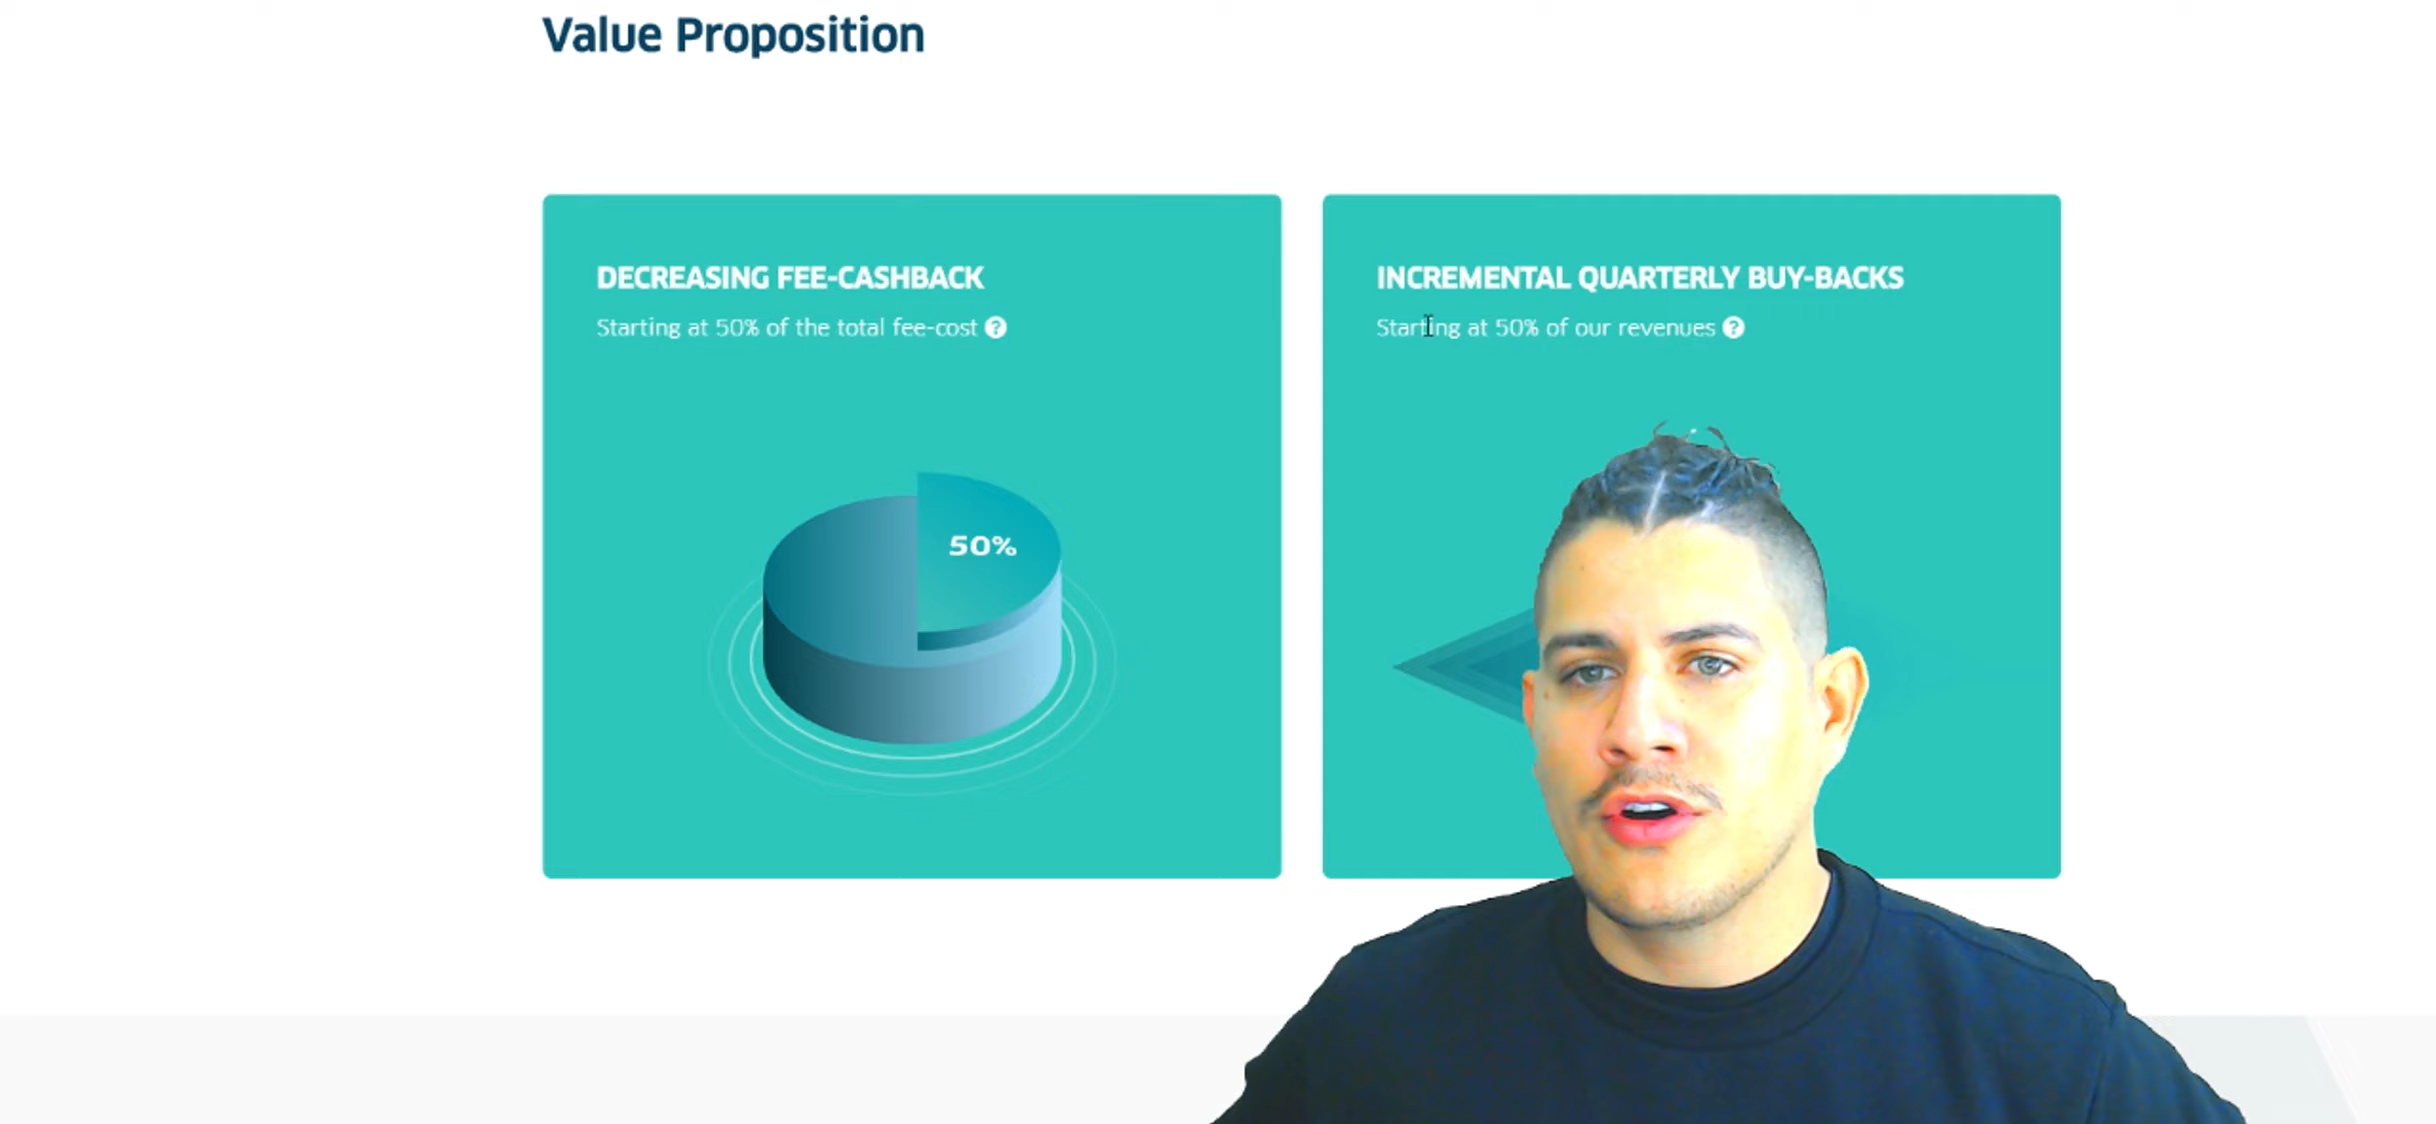 Value Proposition
DECREASING FEE-CASHBACK
Starting at 50% of the total fee-cost ?
50%
INCREMENTAL QUARTERLY BUY-BACKS
Starting at 50% of our revenues ?